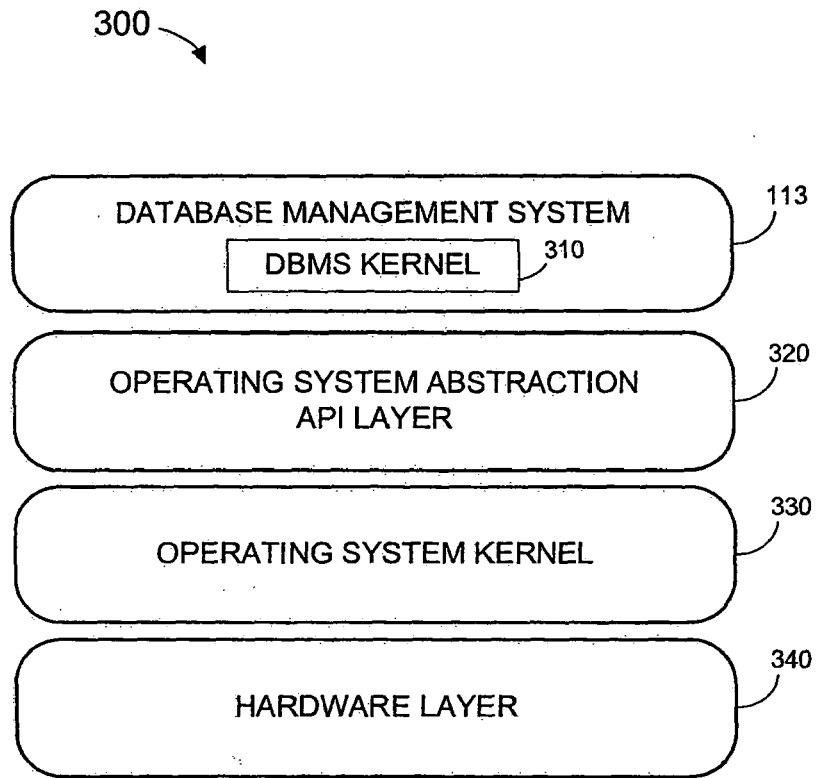 300
DATABASE MANAGEMENT SYSTEM
113
DBMS KERNEL
310
OPERATING SYSTEM ABSTRACTION
API LAYER
320
OPERATING SYSTEM KERNEL
330
HARDWARE LAYER
340